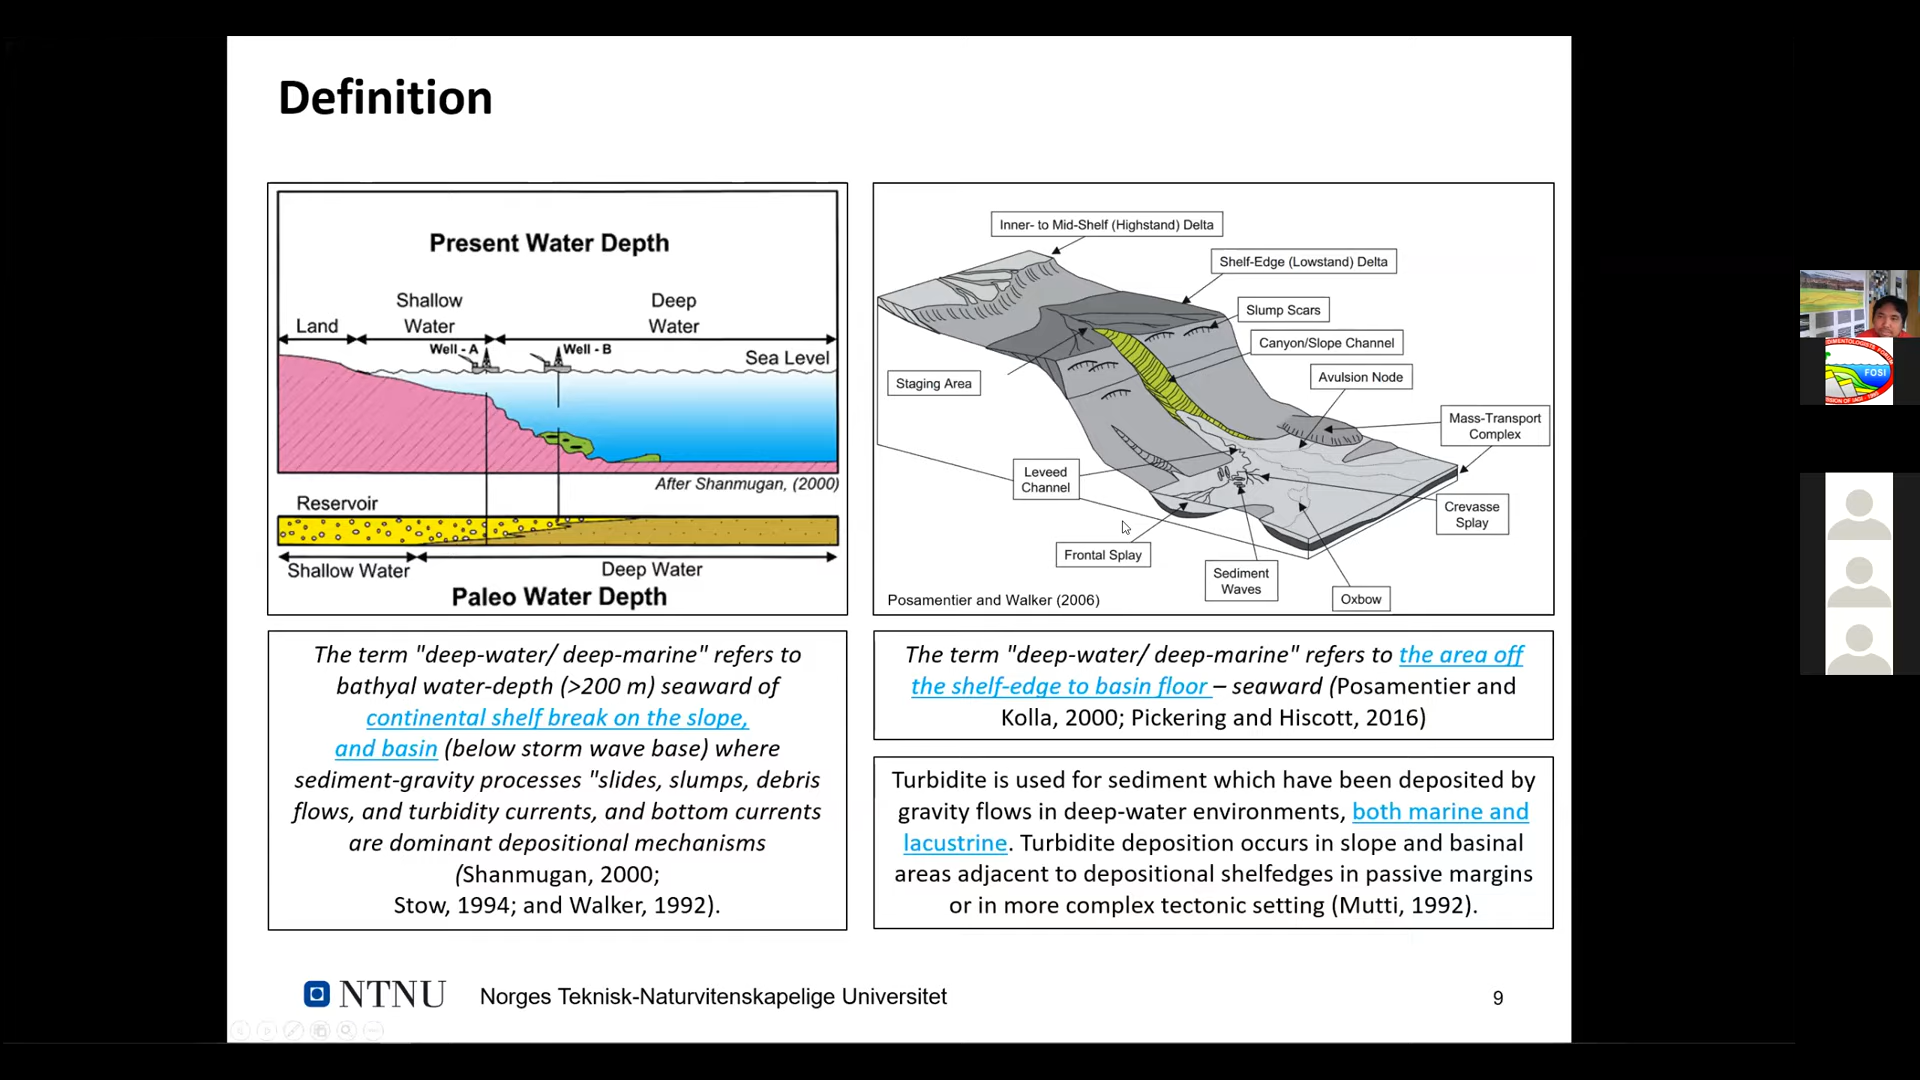 Definition
Present Water Depth
Shallow
Water
Deep
Water
Land
Well - A
Well - B
Sea Level
After Shanmugan, (2000)
Reservoir
Shallow Water
Deep Water
Paleo Water Depth
Inner- to Mid-Shelf (Highstand) Delta
Shelf-Edge (Lowstand) Delta
Slump Scars
Canyon/Slope Channel
Avulsion Node
Staging Area
Mass-Transport
Complex
Leveed
Channel
Crevasse
Splay
Frontal Splay
Sediment
Waves
Oxbow
Posamentier and Walker (2006)
The term "deep-water/ deep-marine" refers to
bathyal water-depth (>200 m) seaward of
continental shelf break on the slope,
and basin (below storm wave base) where
sediment-gravity processes "slides, slumps, debris
flows, and turbidity currents, and bottom currents
are dominant depositional mechanisms
(Shanmugan, 2000;
Stow, 1994; and Walker, 1992).
The term "deep-water/ deep-marine" refers to the area off
the shelf-edge to basin floor – seaward (Posamentier and
Kolla, 2000; Pickering and Hiscott, 2016)
Turbidite is used for sediment which have been deposited by
gravity flows in deep-water environments, both marine and
lacustrine. Turbidite deposition occurs in slope and basinal
areas adjacent to depositional shelfedges in passive margins
or in more complex tectonic setting (Mutti, 1992).
NTNU
Norges Teknisk-Naturvitenskapelige Universitet
9
FOSI